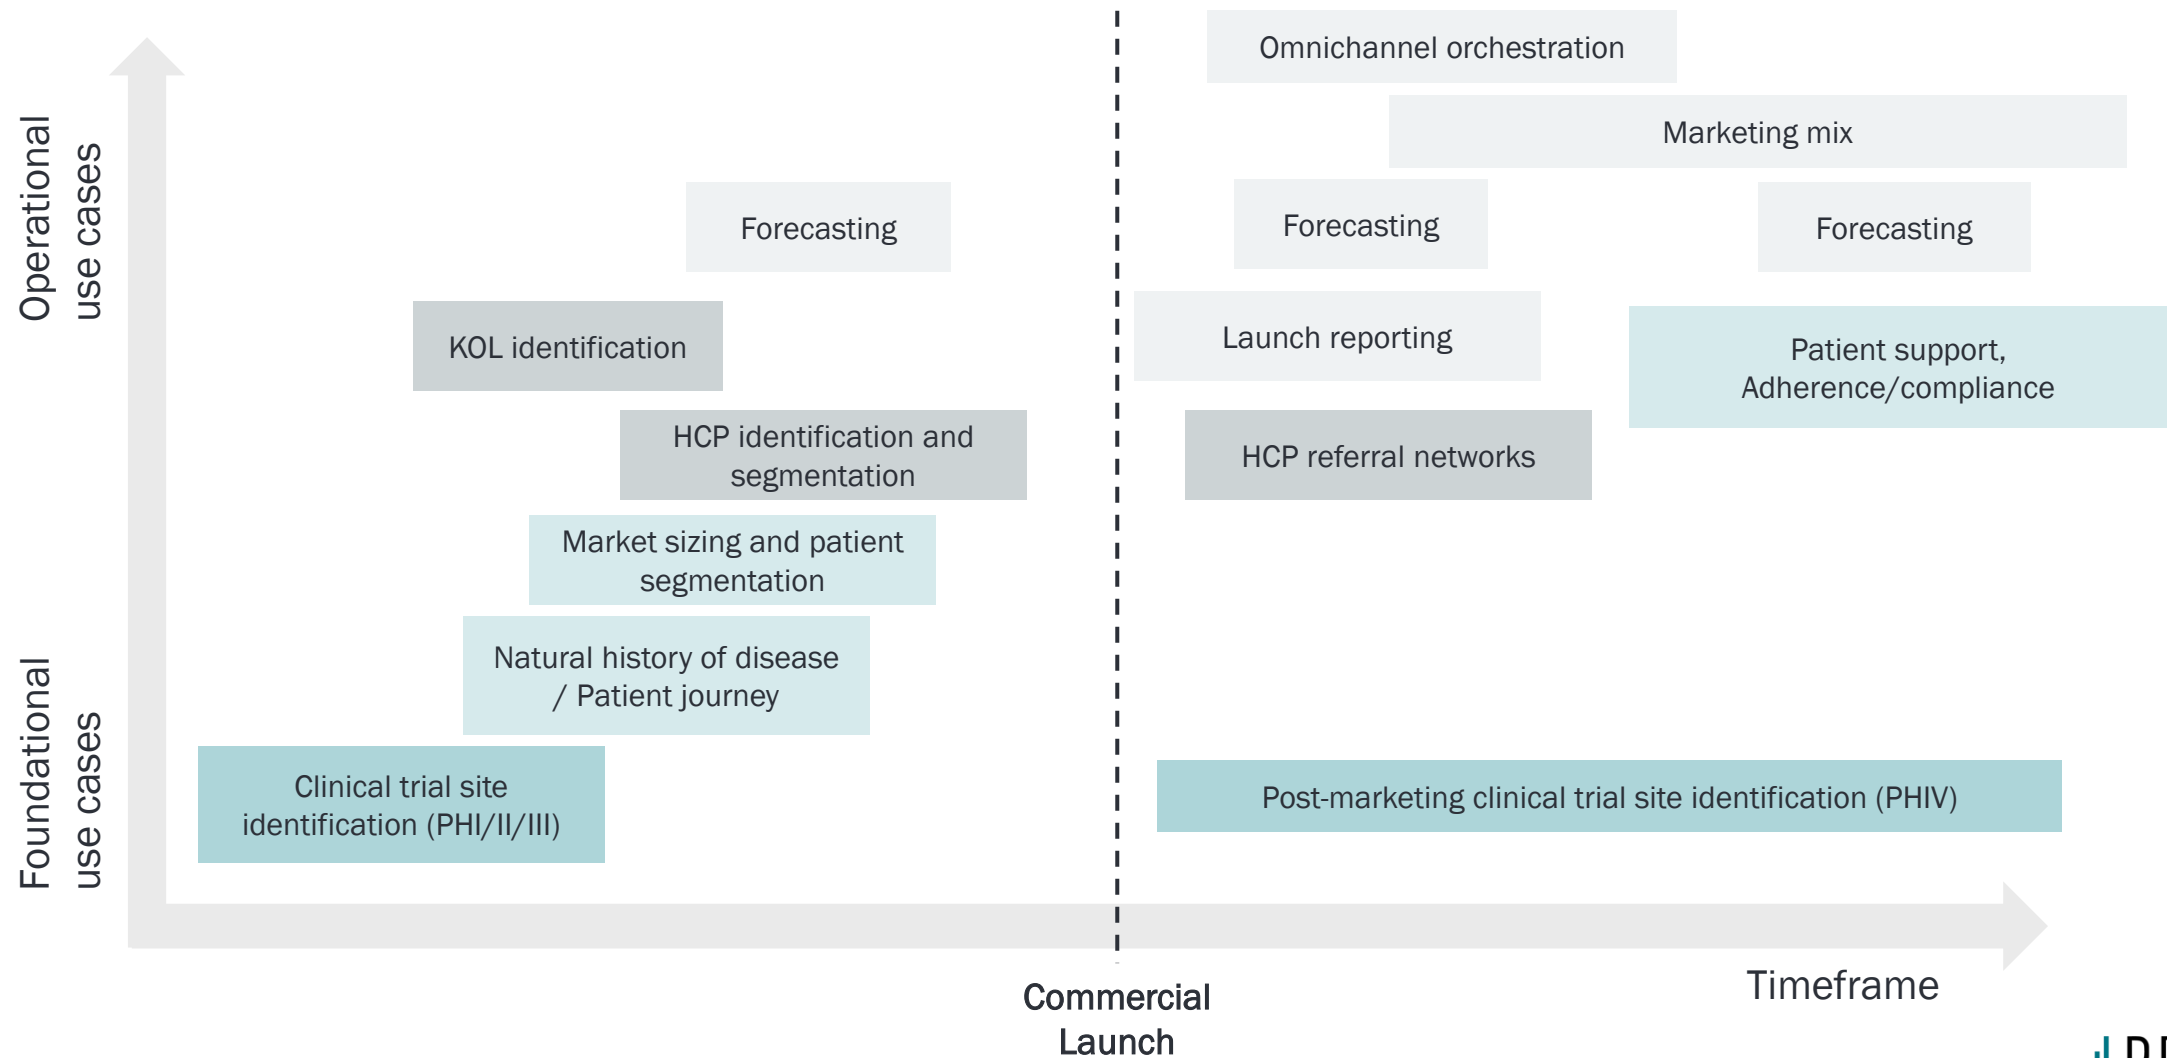 Operational
use cases
Foundational
use cases
Omnichannel orchestration
Marketing mix
Forecasting
Forecasting
Forecasting
KOL identification
Launch reporting
Patient support,
Adherence/compliance
HCP identification and
segmentation
HCP referral networks
Market sizing and patient
segmentation
Natural history of disease
/ Patient journey
Clinical trial site
identification (PHI/II/III)
Post-marketing clinical trial site identification (PHIV)
Timeframe
Commercial
Launch